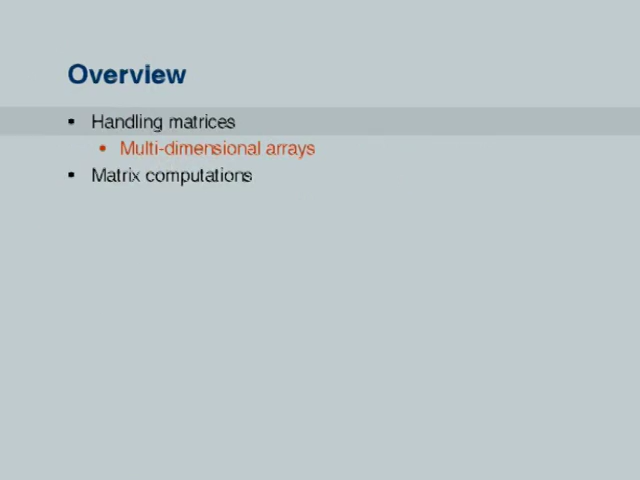 Overview
• Handling matrices
• Multi-dimensional arrays
• Matrix computations